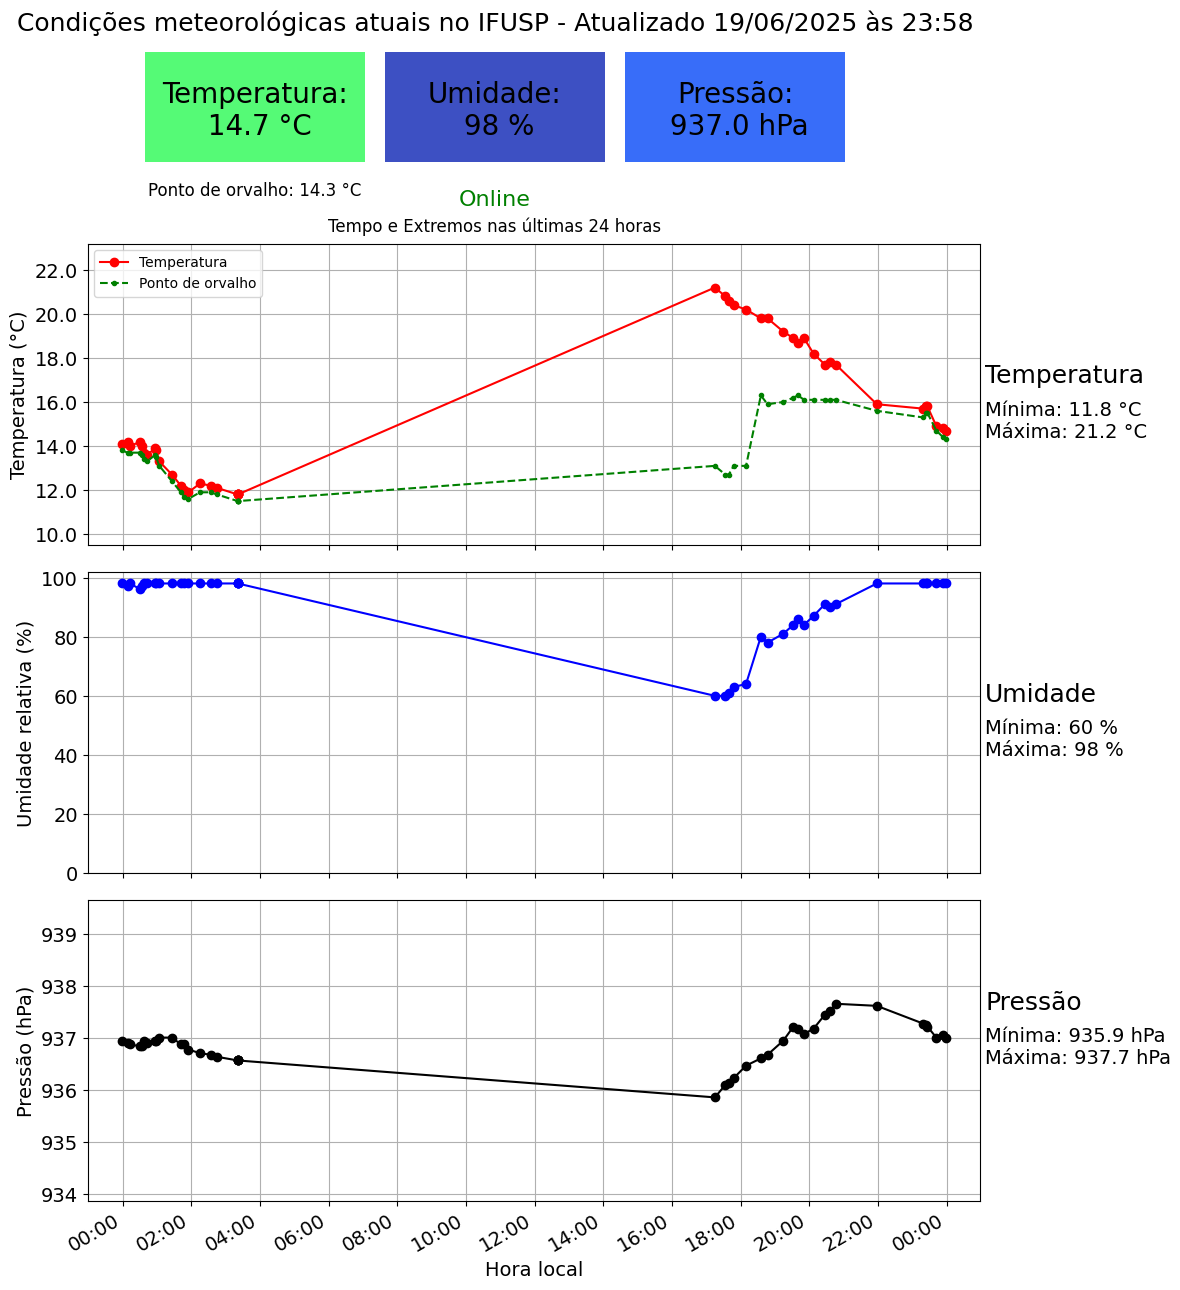 Condições meteorológicas atuais no IFUSP - Atualizado 19/06/2025 às 23:58
Temperatura:
14.7 °C
Umidade:
98 %
Pressão:
937.0 hPa
Ponto de orvalho: 14.3 °C
Online
Tempo e Extremos nas últimas 24 horas
Temperatura
Ponto de orvalho
Temperatura (°C)
22.0
20.0
18.0
16.0
14.0
12.0
10.0
Temperatura
Mínima: 11.8 °C
Máxima: 21.2 °C
Umidade relativa (%)
100
80
60
40
20
0
Umidade
Mínima: 60 %
Máxima: 98 %
Pressão (hPa)
939
938
937
936
935
934
Pressão
Mínima: 935.9 hPa
Máxima: 937.7 hPa
00:00 02:00 04:00 06:00 08:00 10:00 12:00 14:00 16:00 18:00 20:00 22:00 00:00
Hora local